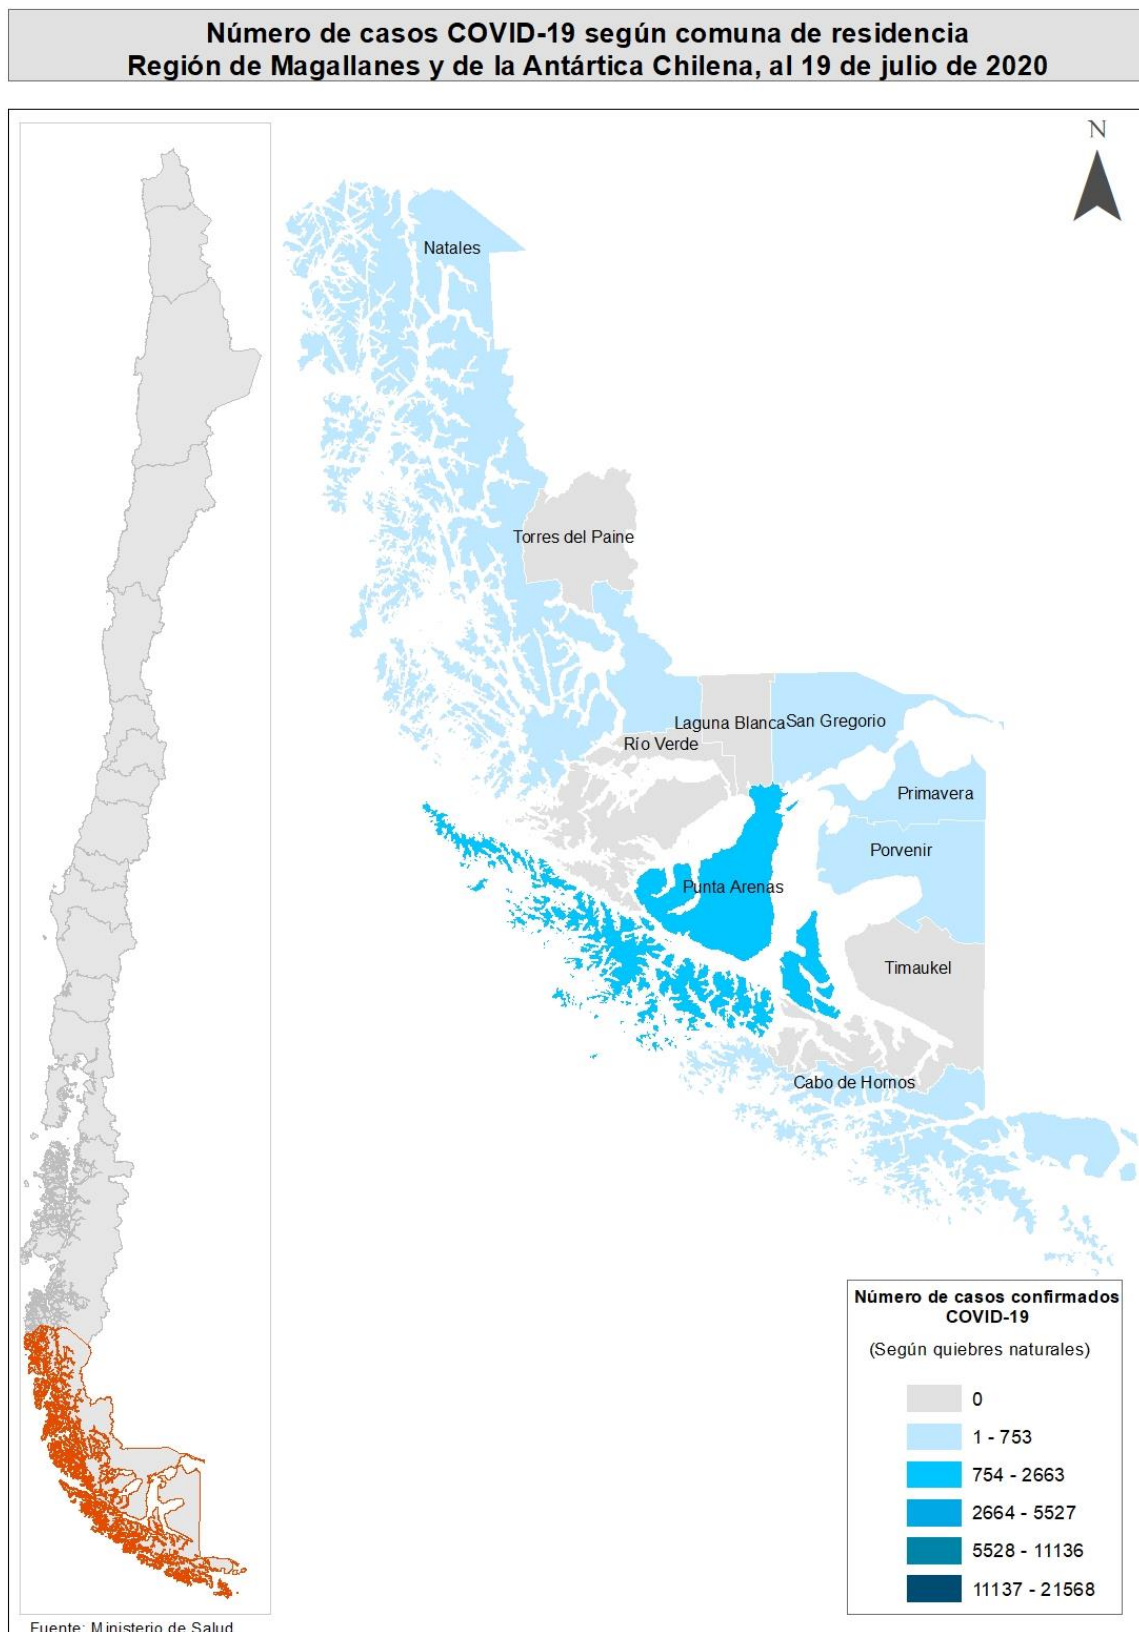 Número de casos COVID-19 según comuna de residencia
Región de Magallanes y de la Antártica Chilena, al 19 de julio de 2020
N
Natales
Torres del Paine
Laguna Blanca
San Gregorio
Río Verde
Primavera
Porvenir
Punta Arenas
Timaukel
Cabo de Hornos
Número de casos confirmados
COVID-19
(Según quiebres naturales)
0
1 - 753
754 - 2663
2664 - 5527
5528 - 11136
11137 - 21568
Fuente: Ministerio de Salud